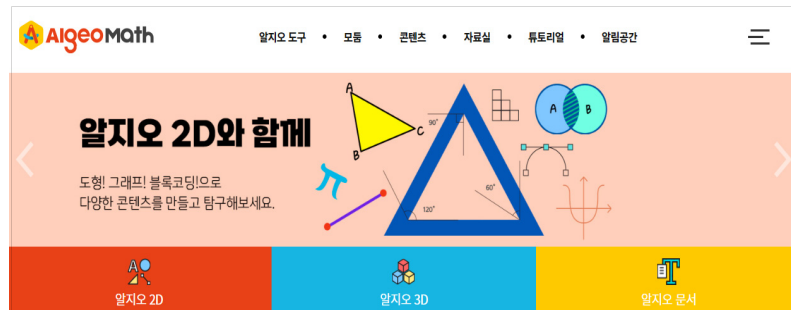 AlgeoMath
알지오 도구 • 모둠 • 콘텐츠 • 자료실 • 튜토리얼 • 알림공간
알지오 2D와 함께
도형! 그래프! 블록코딩!으로
다양한 콘텐츠를 만들고 탐구해보세요.
A
B
C
90°
120°
60°
A B
π
알지오 2D
알지오 3D
알지오 문서